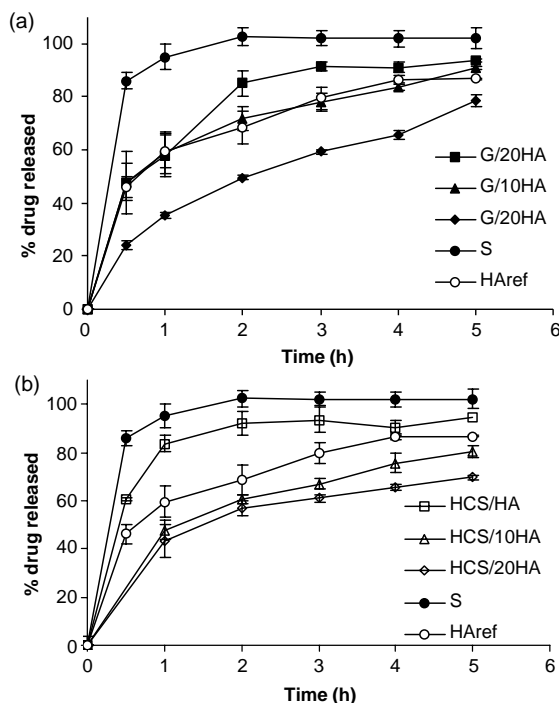 (a)
% drug released
100
80
60
40
20
0
G/20HA
G/10HA
G/20HA
S
HAref
0 1 2 3 4 5 6
Time (h)
(b)
% drug released
100
80
60
40
20
0
HCS/HA
HCS/10HA
HCS/20HA
S
HAref
0 1 2 3 4 5 6
Time (h)